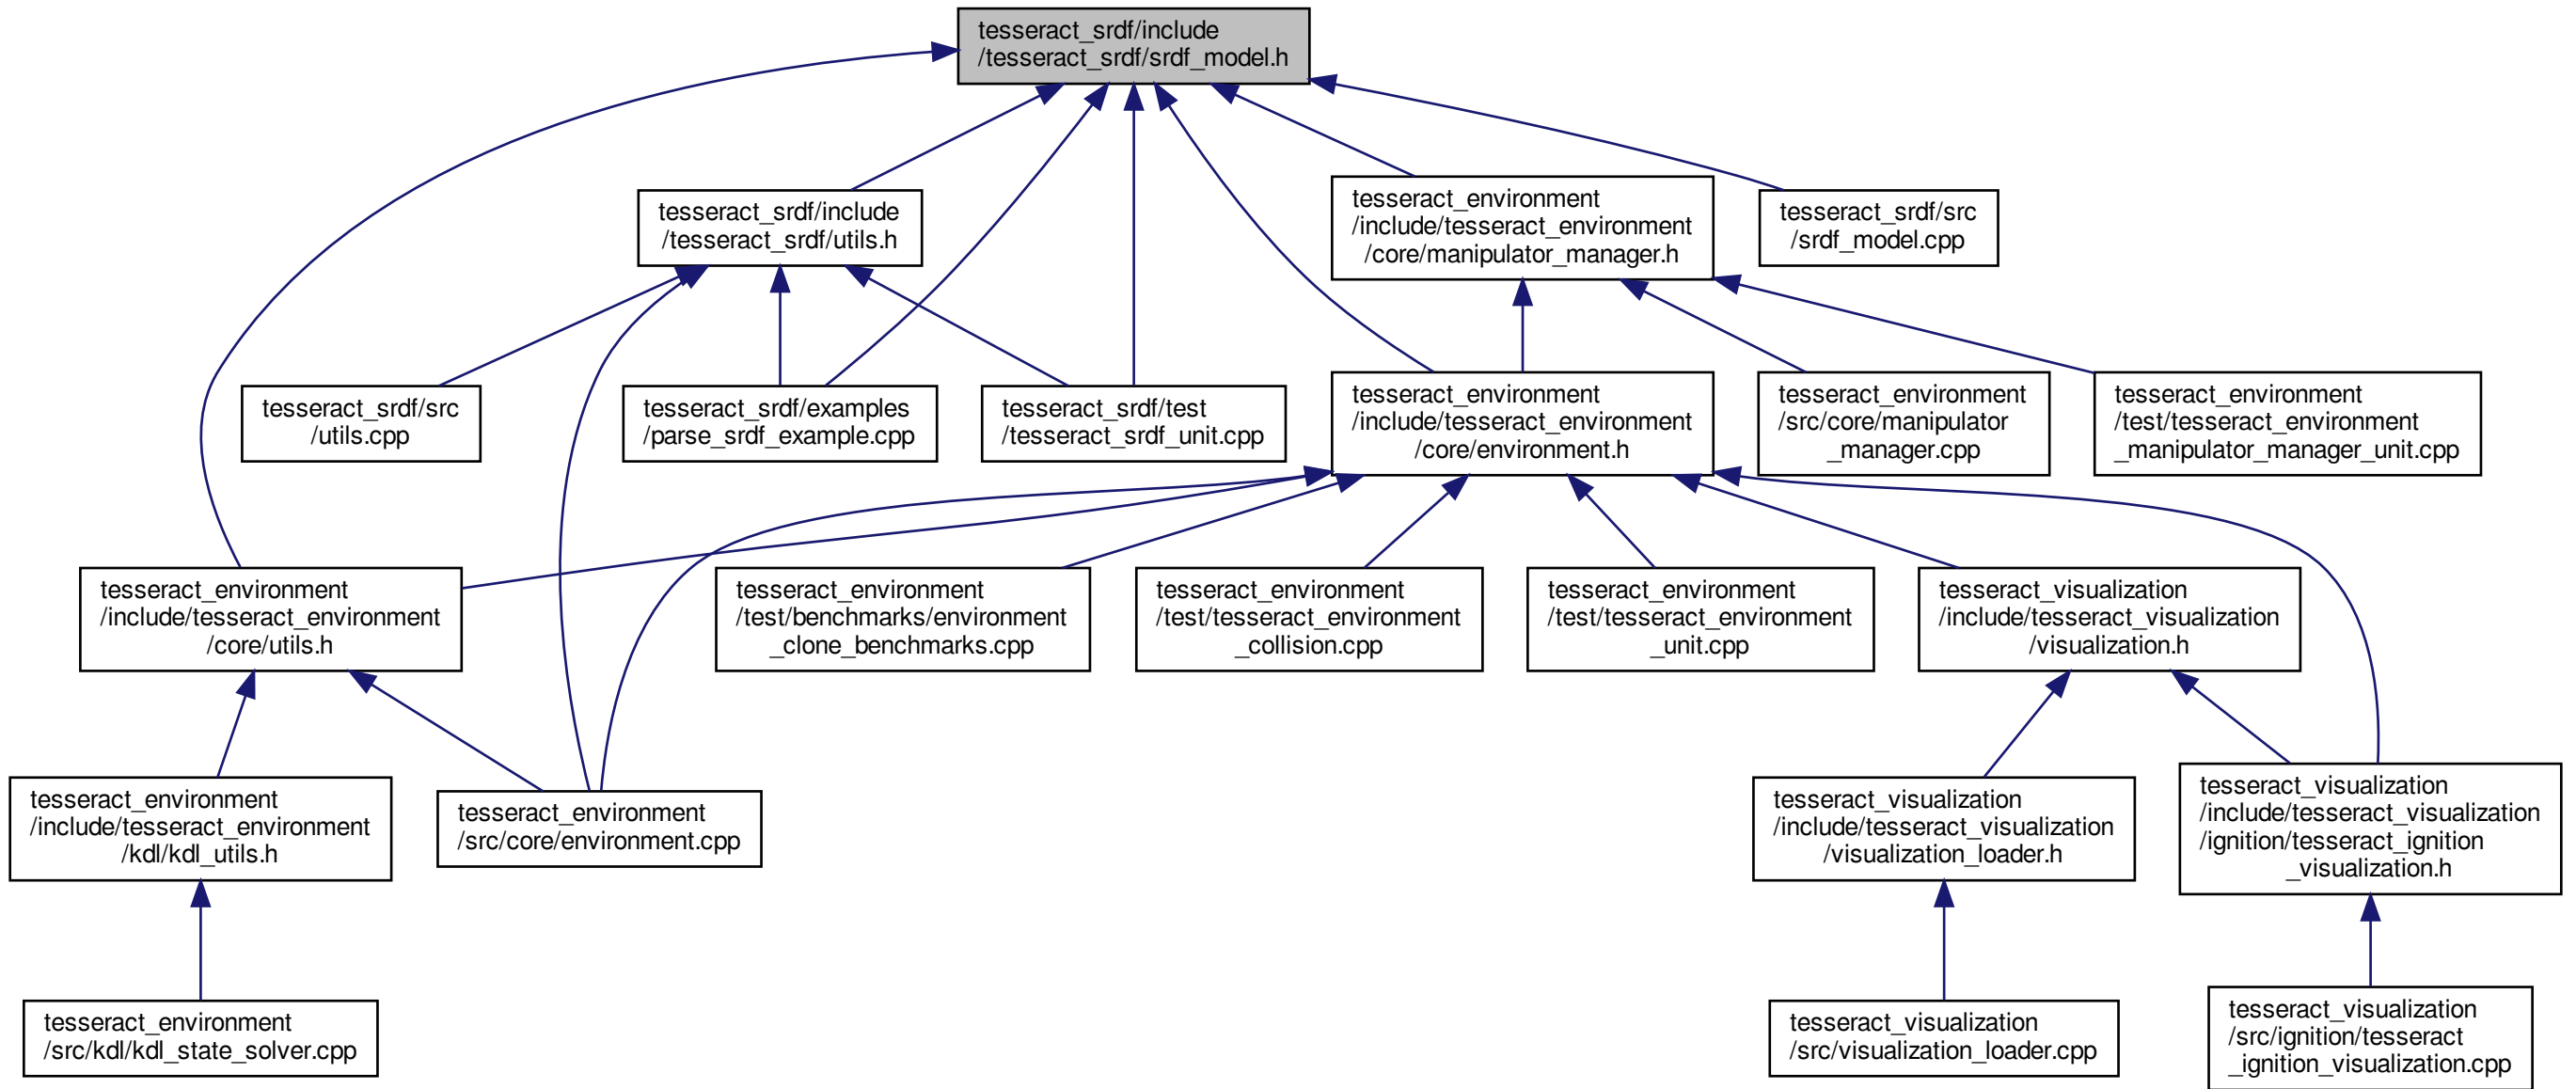 tesseract_srdf/include
/tesseract_srdf/srdf_model.h
tesseract_srdf/include
/tesseract_srdf/utils.h
tesseract_environment
/include/tesseract_environment
/core/manipulator_manager.h
tesseract_srdf/src
/srdf_model.cpp
tesseract_srdf/src
/utils.cpp
tesseract_srdf/examples
/parse_srdf_example.cpp
tesseract_srdf/test
/tesseract_srdf_unit.cpp
tesseract_environment
/include/tesseract_environment
/core/environment.h
tesseract_environment
/src/core/manipulator
_manager.cpp
tesseract_environment
/test/tesseract_environment
_manipulator_manager_unit.cpp
tesseract_environment
/include/tesseract_environment
/core/utils.h
tesseract_environment
/test/benchmarks/environment
_clone_benchmarks.cpp
tesseract_environment
/test/tesseract_environment
_collision.cpp
tesseract_environment
/test/tesseract_environment
_unit.cpp
tesseract_visualization
/include/tesseract_visualization
/visualization.h
tesseract_environment
/include/tesseract_environment
/kdl/kdl_utils.h
tesseract_environment
/src/core/environment.cpp
tesseract_visualization
/include/tesseract_visualization
/visualization_loader.h
tesseract_visualization
/include/tesseract_visualization
/ignition/tesseract_ignition
_visualization.h
tesseract_environment
/src/kdl/kdl_state_solver.cpp
tesseract_visualization
/src/visualization_loader.cpp
tesseract_visualization
/src/ignition/tesseract
_ignition_visualization.cpp